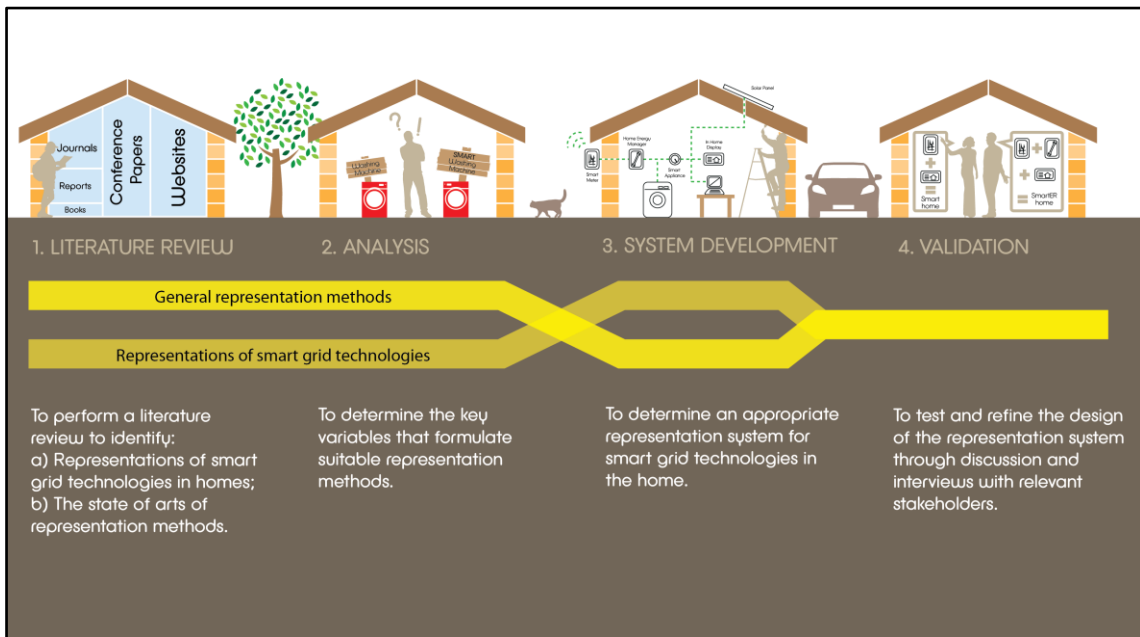 Journals
Reports
Books
Conference
Papers
Websites
?
!
Washing
Machine
SMART
Washing
Machine
Solar Panel
Home Energy
Manager
In Home
Display
Smart
Meter
Smart
Appliance
+
=
Smart
home
+
+
= SmartER
home
1. LITERATURE REVIEW
2. ANALYSIS
3. SYSTEM DEVELOPMENT
4. VALIDATION
General representation methods
Representations of smart grid technologies
To perform a literature
review to identify:
a) Representations of smart
grid technologies in homes;
b) The state of arts of
representation methods.
To determine the key
variables that formulate
suitable representation
methods.
To determine an appropriate
representation system for
smart grid technologies in
the home.
To test and refine the design
of the representation system
through discussion and
interviews with relevant
stakeholders.